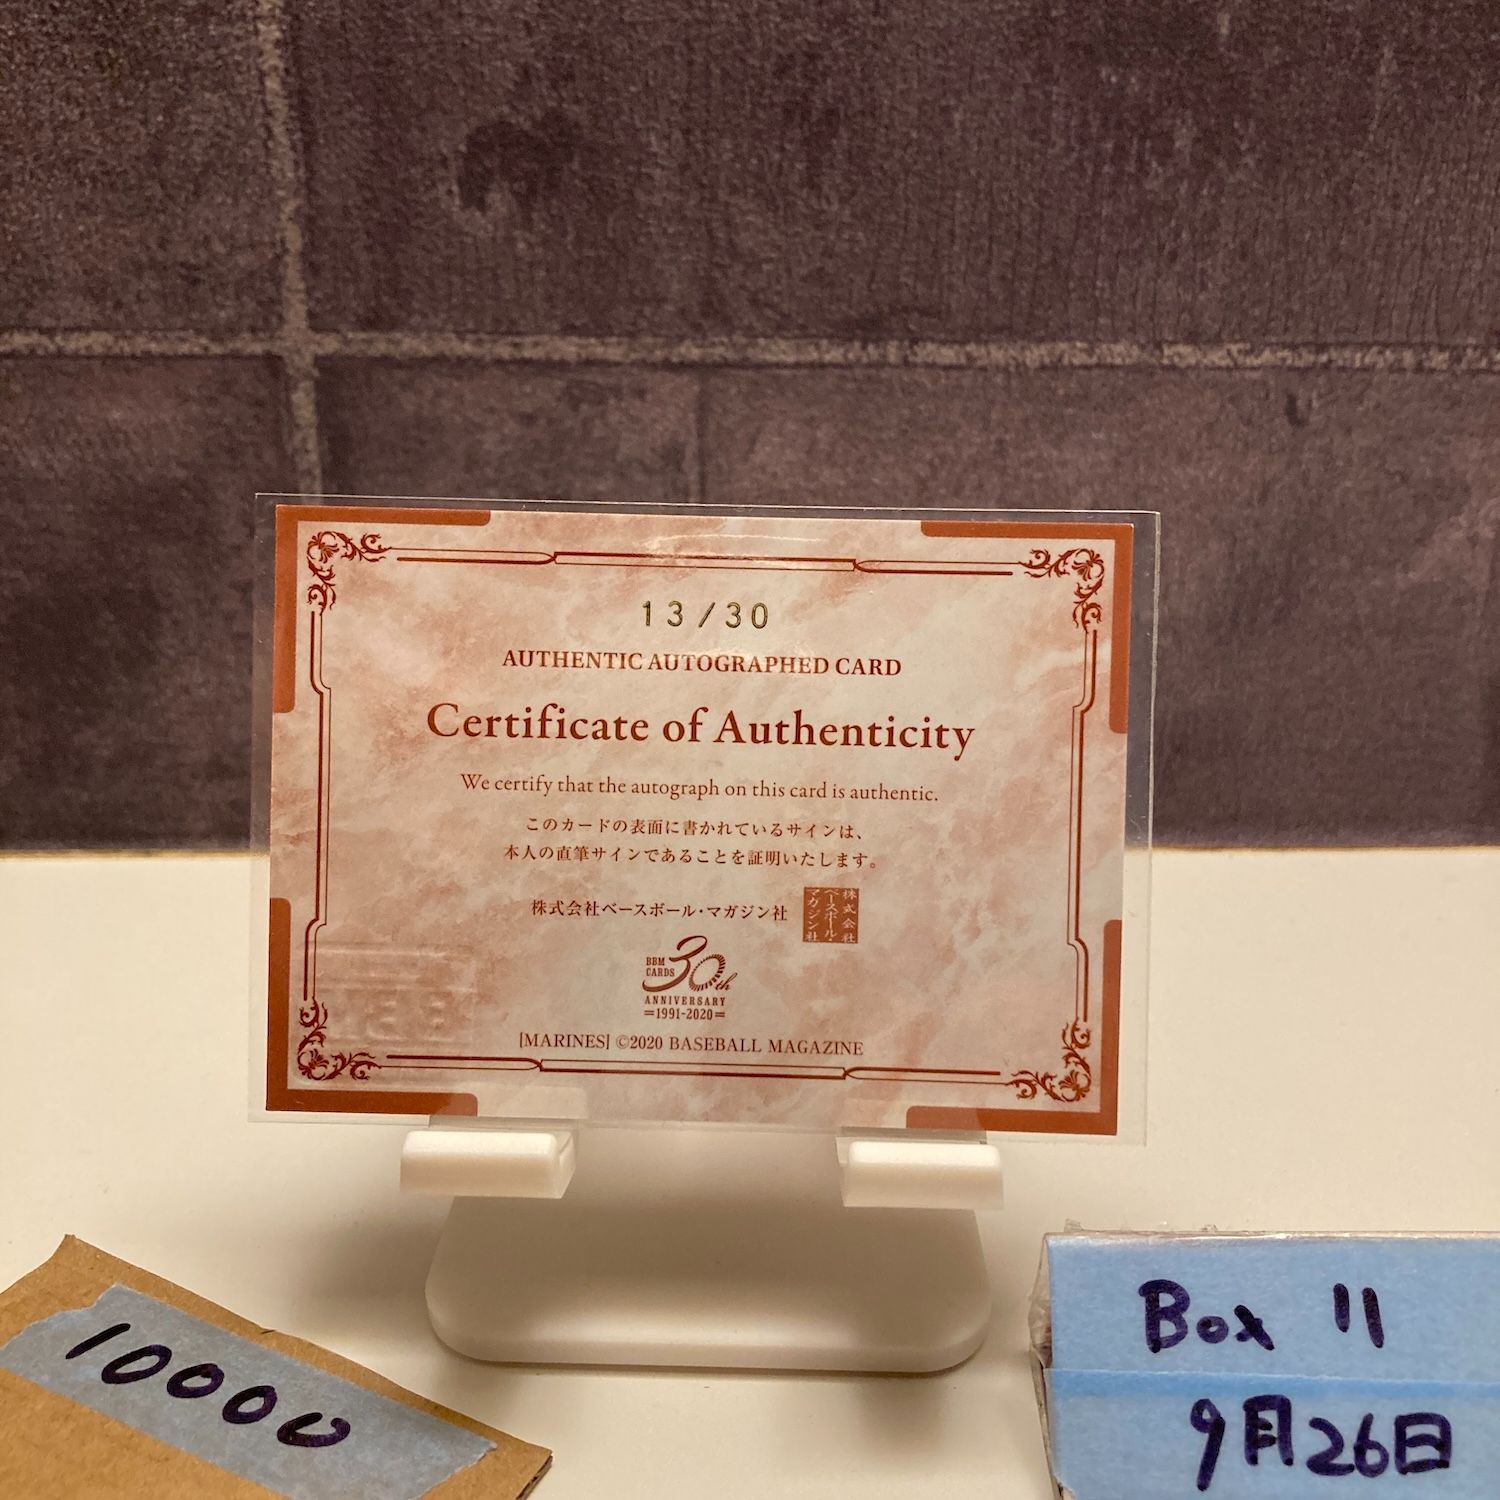 13/30
AUTHENTIC AUTOGRAPHED CARD
Certificate of Authenticity
We certify that the autograph on this card is authentic.
このカードの表面に書かれているサインは、
本人の直筆サインであることを証明いたします。
株式会社ベースボール・マガジン社
株式会社
ベースボール・
マガジン社
BBM
CARDS
30th
ANNIVERSARY
=1991-2020=
[MARINES] ©2020 BASEBALL MAGAZINE
10000
Box 11
9月26日